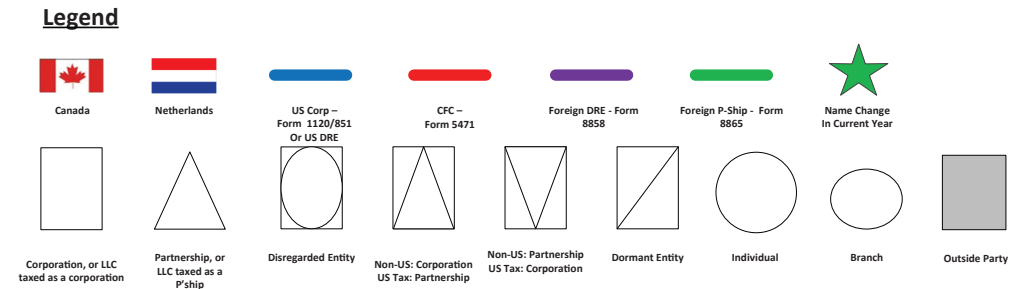 Legend
Canada
Netherlands
US Corp –
Form 1120/851
Or US DRE
CFC –
Form 5471
Foreign DRE - Form
8858
Foreign P-Ship - Form
8865
Name Change
In Current Year
Corporation, or LLC
taxed as a corporation
Partnership, or
LLC taxed as a
P'ship
Disregarded Entity
Non-US: Corporation
US Tax: Partnership
Non-US: Partnership
US Tax: Corporation
Dormant Entity
Individual
Branch
Outside Party